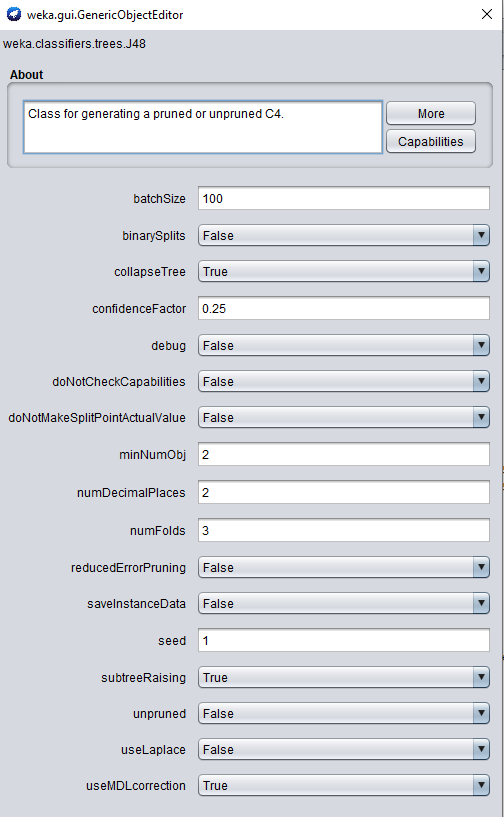 weka.gui.GenericObjectEditor
weka.classifiers.trees.J48
About
Class for generating a pruned or unpruned C4.
More
Capabilities
batchSize 100
binarySplits False
collapseTree True
confidenceFactor 0.25
debug False
doNotCheckCapabilities False
doNotMakeSplitPointActualValue False
minNumObj 2
numDecimalPlaces 2
numFolds 3
reducedErrorPruning False
saveInstanceData False
seed 1
subtreeRaising True
unpruned False
useLaplace False
useMDLcorrection True